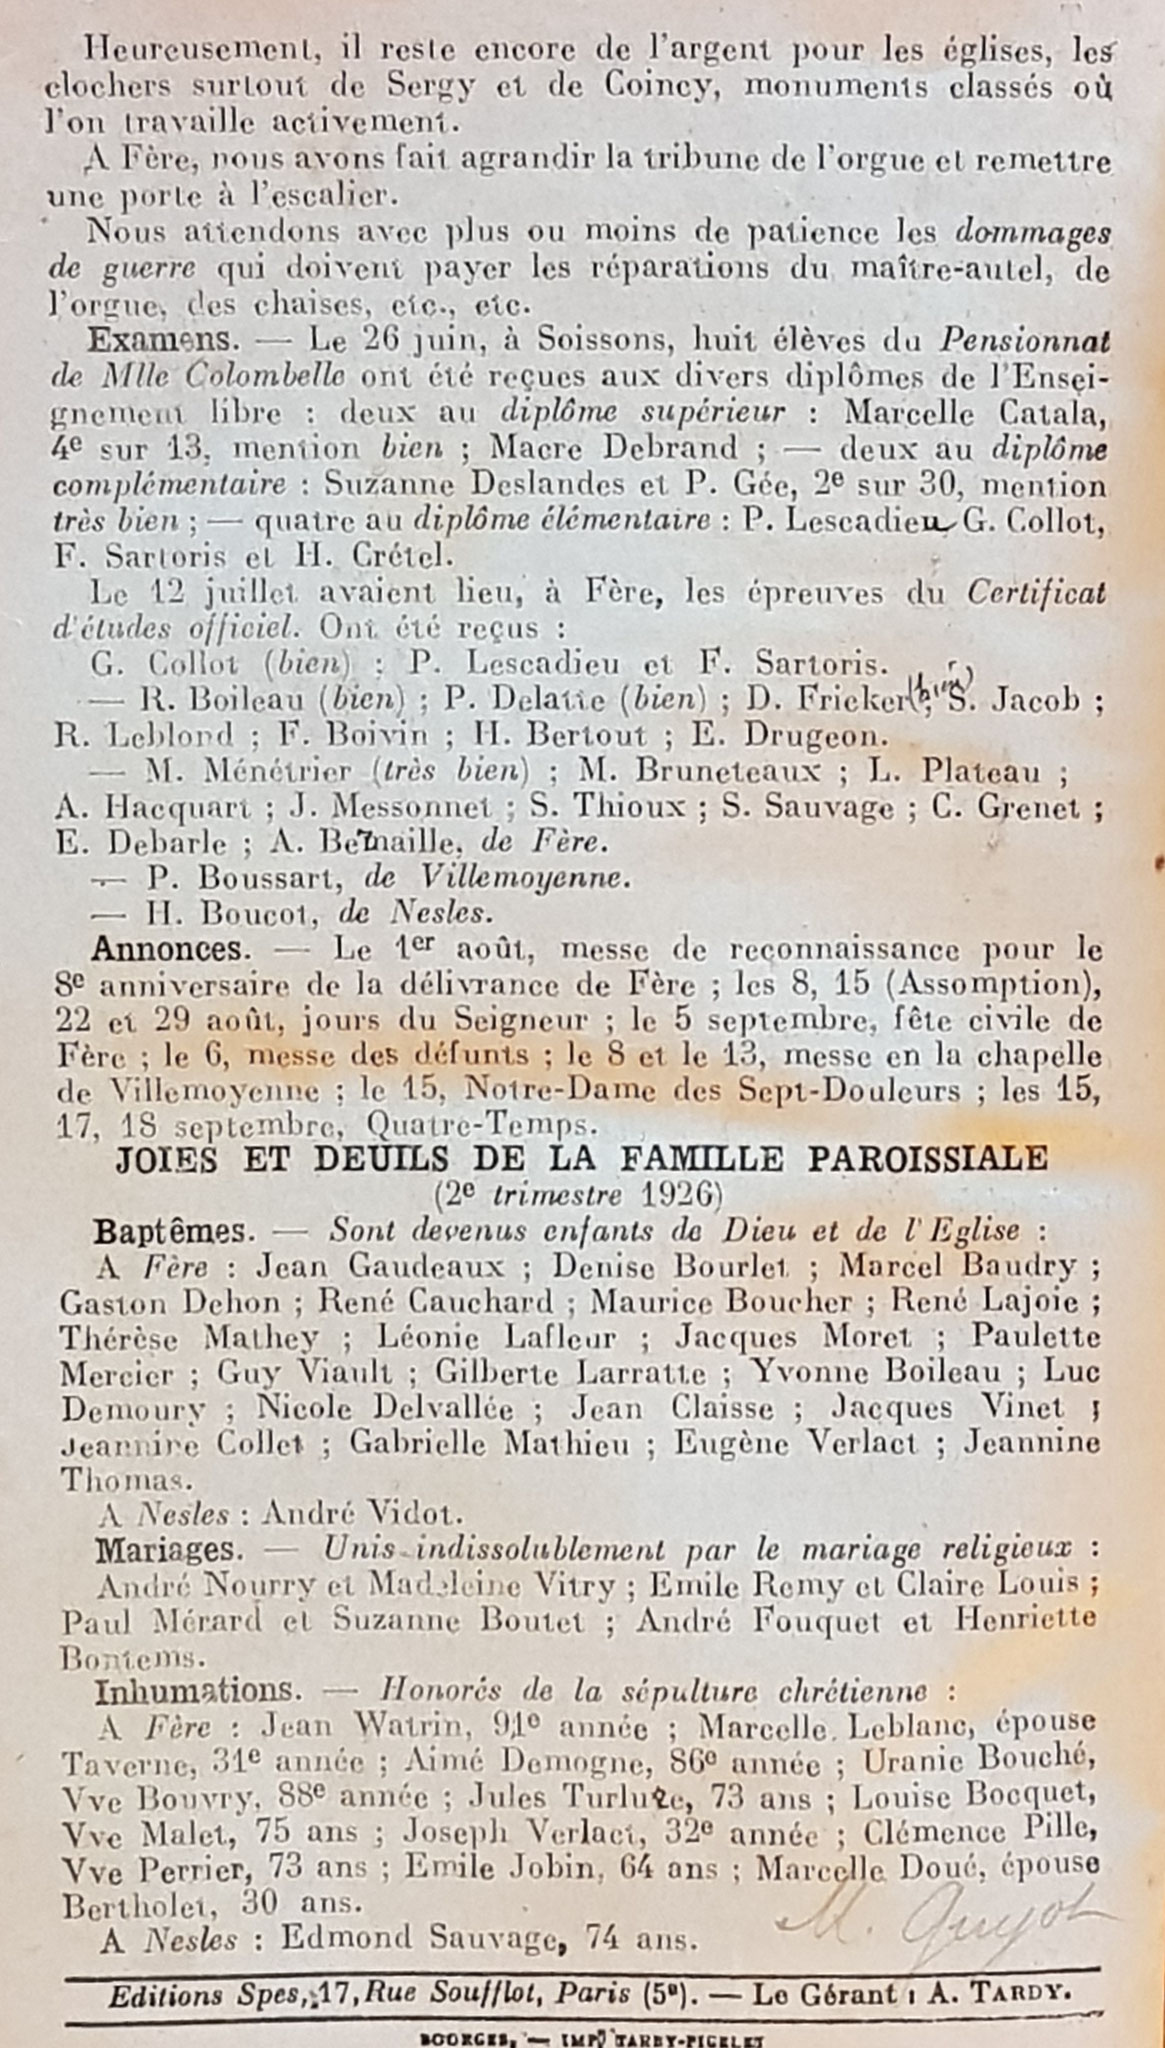 Heureusement, il reste encore de l'argent pour les églises, les
clochers surtout de Sergy et de Coincy, monuments classés où
l'on travaille activement.
A Fère, nous avons fait agrandir la tribune de l'orgue et remettre
une porte à l'escalier.
Nous attendons avec plus ou moins de patience les dommages
de guerre qui doivent payer les réparations du maître-autel, de
l'orgue, des chaises, etc., etc.
Examens. — Le 26 juin, à Soissons, huit élèves du Pensionnat
de Mlle Colombelle ont été reçues aux divers diplômes de l'Ensei-
gnement libre : deux au diplôme supérieur : Marcelle Catala,
4e sur 13, mention bien ; Macre Debrand ; — deux au diplôme
complémentaire : Suzanne Deslandes et P. Gée, 2e sur 30, mention
très bien ; — quatre au diplôme élémentaire : P. Lescadieu G. Collot,
F. Sartoris et H. Crétel.
Le 12 juillet avaient lieu, à Fère, les épreuves du Certificat
d'études officiel. Ont été reçus :
G. Collot (bien) ; P. Lescadieu et F. Sartoris.
— R. Boileau (bien) ; P. Delatte (bien) ; D. Fricker (bien) ; S. Jacob ;
R. Leblond ; F. Boivin ; H. Bertout ; E. Drugeon.
— M. Ménétrier (très bien) ; M. Bruneteaux ; L. Plateau ;
A. Hacquart ; J. Messonnet ; S. Thioux ; S. Sauvage ; C. Grenet ;
E. Debarle ; A. , de Fère.
— P. Boussart, de Villemoyenne.
— H. Boucot, de Nesles.
Annonces. — Le 1er août, messe de reconnaissance pour le
8e anniversaire de la délivrance de Fère ; les 8, 15 (Assomption),
22 et 29 août, jours du Seigneur ; le 5 septembre, fête civile de
Fère ; le 6, messe des défunts ; le 8 et le 13, messe en la chapelle
de Villemoyenne ; le 15, Notre-Dame des Sept-Douleurs ; les 15,
17, 18 septembre, Quatre-Temps.
JOIES ET DEUILS DE LA FAMILLE PAROISSIALE
(2e trimestre 1926)
Baptêmes. — Sont devenus enfants de Dieu et de l'Eglise :
A Fère : Jean Gaudeaux ; Denise Bourlet ; Marcel Baudry ;
Gaston Dehon ; René Cauchard ; Maurice Boucher ; René Lajoie ;
Thérèse Mathey ; Léonie Lafleur ; Jacques Moret ; Paulette
Mercier ; Guy Viault ; Gilberte Larratte ; Yvonne Boileau ; Luc
Demoury ; Nicole Delvallée ; Jean Claisse ; Jacques Vinet ;
Jeannine Collet ; Gabrielle Mathieu ; Eugène Verlact ; Jeannine
Thomas.
A Nesles : André Vidot.
Mariages. — Unis indissolublement par le mariage religieux :
André Nourry et Madeleine Vitry ; Emile Remy et Claire Louis ;
Paul Mérard et Suzanne Boutet ; André Fouquet et Henriette
Bontems.
Inhumations. — Honorés de la sépulture chrétienne :
A Fère : Jean Watrin, 91e année ; Marcelle Leblanc, épouse
Taverne, 31e année ; Aimé Demogne, 86e année ; Uranie Bouché,
Vve Bouvry, 88e année ; Jules Turlure, 73 ans ; Louise Bocquet,
Vve Malet, 75 ans ; Joseph Verlact, 32e année ; Clémence Pille,
Vve Perrier, 73 ans ; Emile Jobin, 64 ans ; Marcelle Doué, épouse
Bertholet, 30 ans.
M. Guyot
A Nesles : Edmond Sauvage, 74 ans.
Editions Spes, 17, Rue Soufflot, Paris (5e). — Le Gérant : A. TARDY.
BOURGES, — IMP. TARDY-PIGELET